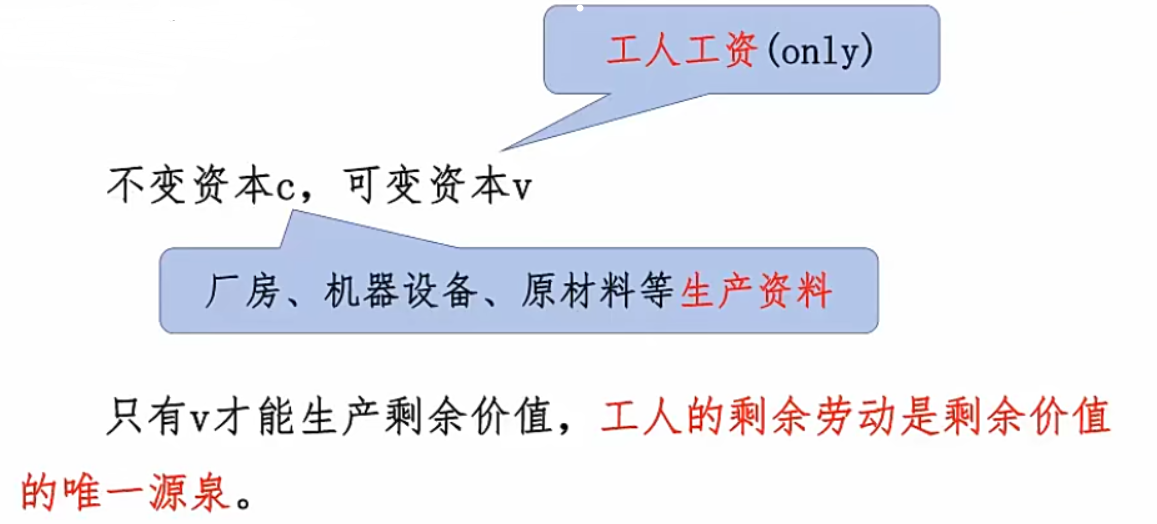 工人工资(only)
不变资本c，可变资本v
厂房、机器设备、原材料等生产资料
只有v才能生产剩余价值，工人的剩余劳动是剩余价值
的唯一源泉。